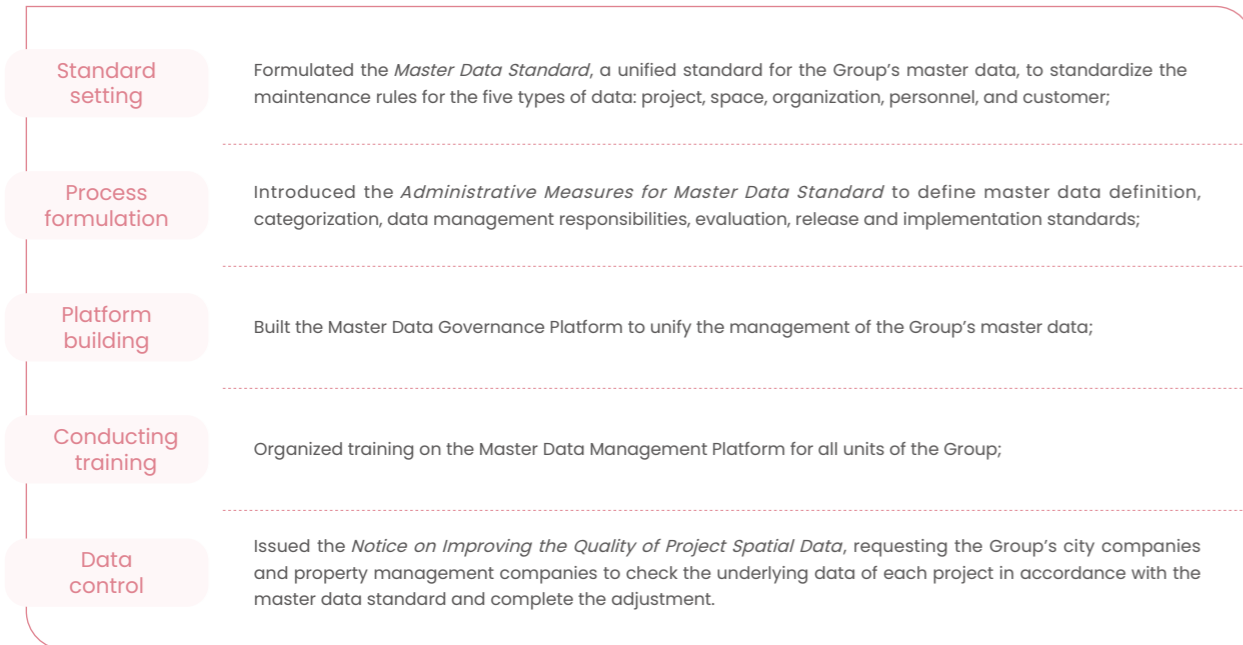 Standard
setting
Formulated the Master Data Standard, a unified standard for the Group’s master data, to standardize the
maintenance rules for the five types of data: project, space, organization, personnel, and customer;
Process
formulation
Introduced the Administrative Measures for Master Data Standard to define master data definition,
categorization, data management responsibilities, evaluation, release and implementation standards;
Platform
building
Built the Master Data Governance Platform to unify the management of the Group’s master data;
Conducting
training
Organized training on the Master Data Management Platform for all units of the Group;
Data
control
Issued the Notice on Improving the Quality of Project Spatial Data, requesting the Group’s city companies
and property management companies to check the underlying data of each project in accordance with the
master data standard and complete the adjustment.